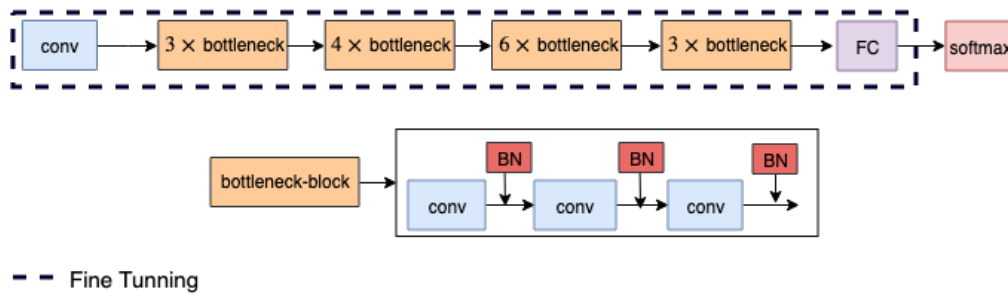 conv
3 × bottleneck
4 × bottleneck
6 × bottleneck
3 × bottleneck
FC
softmax
bottleneck-block
BN
BN
BN
conv
conv
conv
Fine Tunning